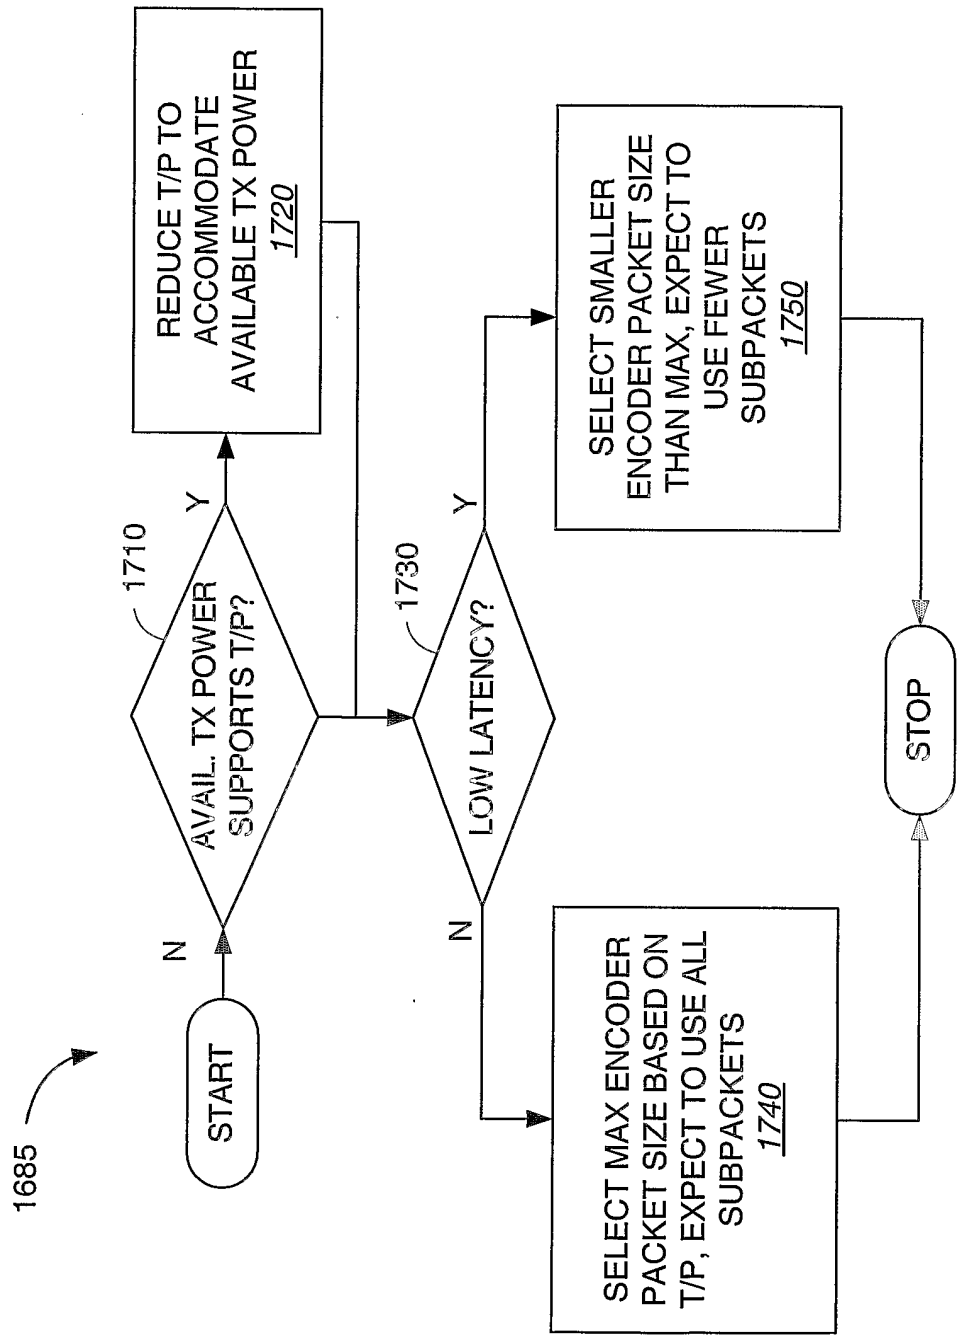 1685
START
N
AVAIL. TX POWER
SUPPORTS T/P?
1710
Y
REDUCE T/P TO
ACCOMMODATE
AVAILABLE TX POWER
1720
N
LOW LATENCY?
1730
Y
SELECT MAX ENCODER
PACKET SIZE BASED ON
T/P, EXPECT TO USE ALL
SUBPACKETS
1740
SELECT SMALLER
ENCODER PACKET SIZE
THAN MAX, EXPECT TO
USE FEWER
SUBPACKETS
1750
STOP